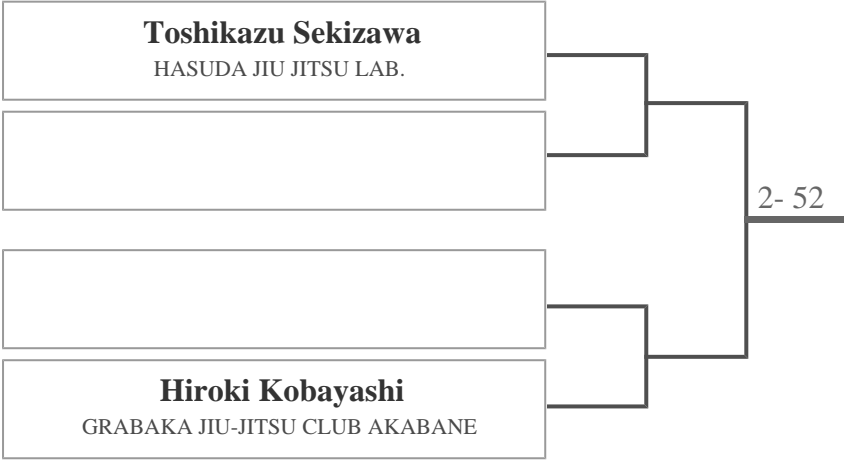 Toshikazu Sekizawa
HASUDA JIU JITSU LAB.
2- 52
Hiroki Kobayashi
GRABAKA JIU-JITSU CLUB AKABANE